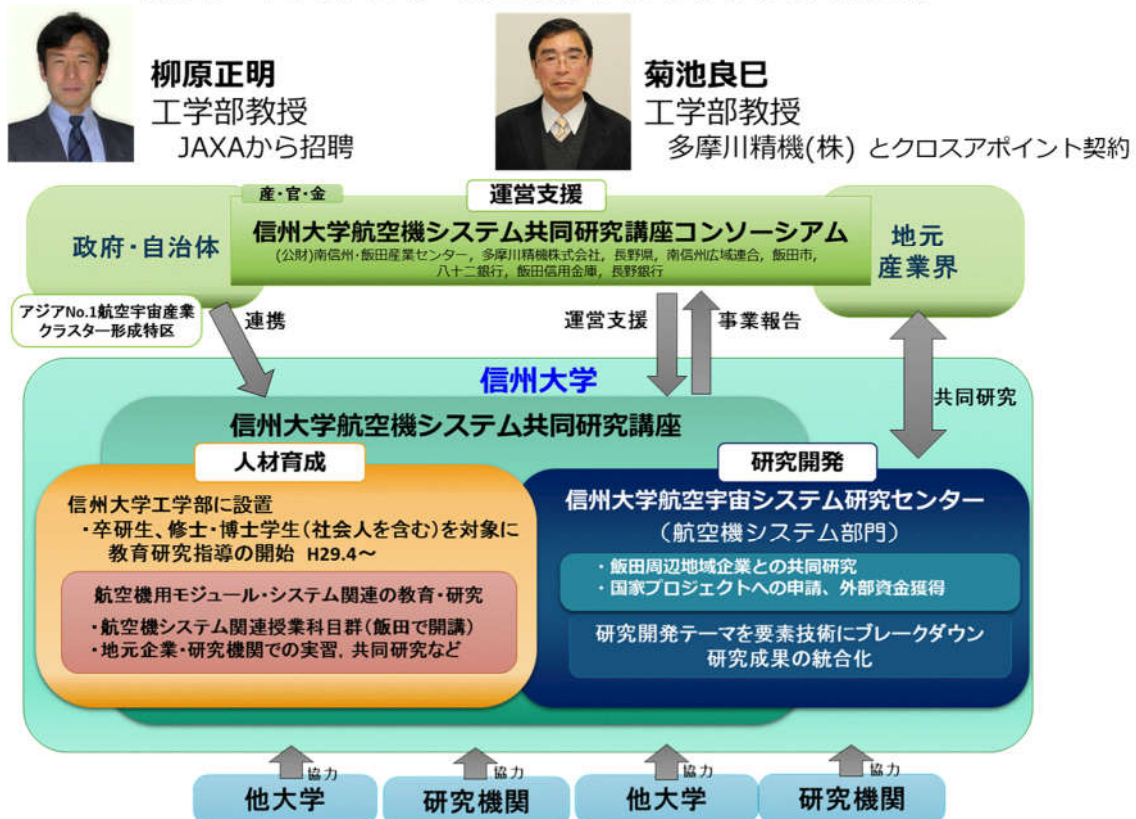 柳原正明
工学部教授
JAXAから招聘
菊池良巳
工学部教授
多摩川精機(株) とクロスアポイント契約
産・官・金
運営支援
政府・自治体
信州大学航空機システム共同研究講座コンソーシアム
(公財)南信州・飯田産業センター, 多摩川精機株式会社, 長野県, 南信州広域連合, 飯田市,
八十二銀行, 飯田信用金庫, 長野銀行
地元
産業界
アジアNo.1航空宇宙産業
クラスター形成特区
連携
運営支援
事業報告
共同研究
信州大学
信州大学航空機システム共同研究講座
人材育成
信州大学工学部に設置
・卒研生、修士・博士学生(社会人を含む)を対象に
教育研究指導の開始 H29.4～
航空機用モジュール・システム関連の教育・研究
・航空機システム関連授業科目群(飯田で開講)
・地元企業・研究機関での実習, 共同研究など
研究開発
信州大学航空宇宙システム研究センター
(航空機システム部門)
・飯田周辺地域企業との共同研究
・国家プロジェクトへの申請、外部資金獲得
研究開発テーマを要素技術にブレークダウン
研究成果の統合化
協力
協力
協力
協力
他大学
研究機関
他大学
研究機関